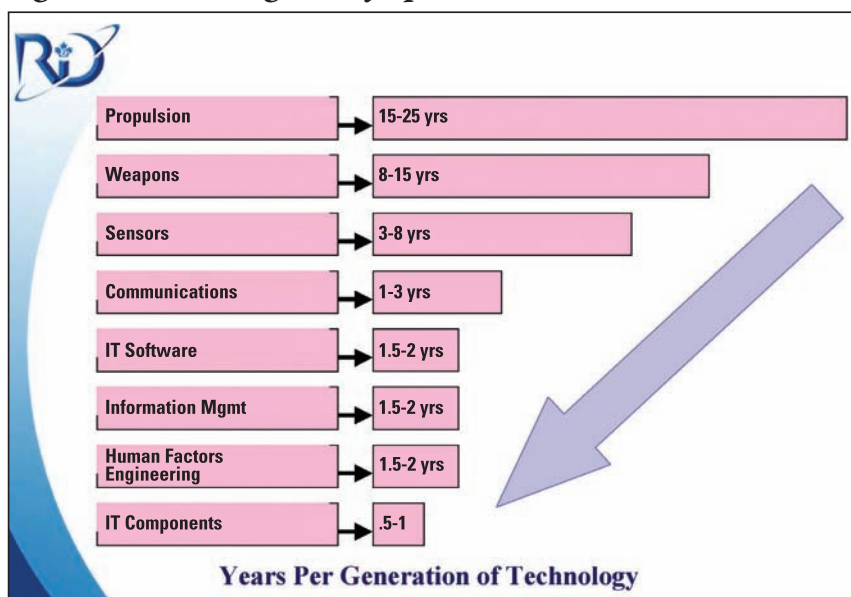 RD
Propulsion
15-25 yrs
Weapons
8-15 yrs
Sensors
3-8 yrs
Communications
1-3 yrs
IT Software
1.5-2 yrs
Information Mgmt
1.5-2 yrs
Human Factors
Engineering
1.5-2 yrs
IT Components
.5-1
Years Per Generation of Technology